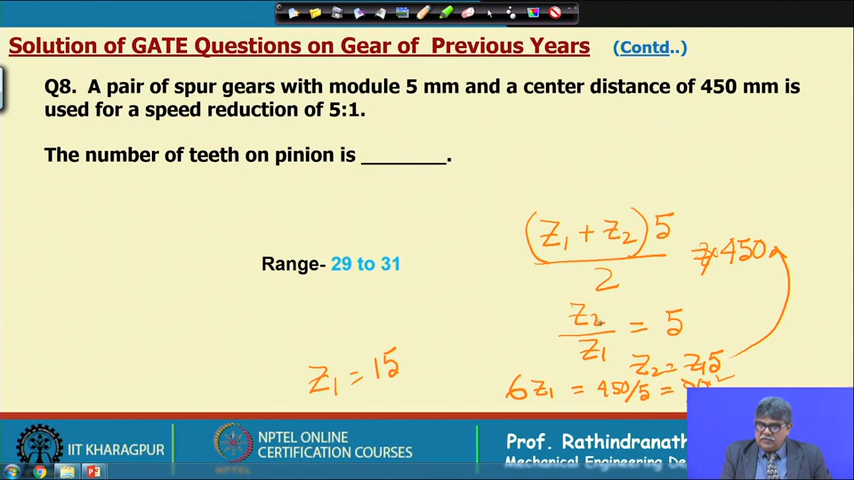 Solution of GATE Questions on Gear of Previous Years (Contd..)
Q8. A pair of spur gears with module 5 mm and a center distance of 450 mm is
used for a speed reduction of 5:1.
The number of teeth on pinion is _______.
(z1 + z2) 5
2
450
Range- 29 to 31
z2
z1
= 5
z1 = 15
z2 = z15
6z1 = 450/5 =
IIT KHARAGPUR
NPTEL ONLINE
CERTIFICATION COURSES
Prof. Rathindranath
Mechanical Engineering De